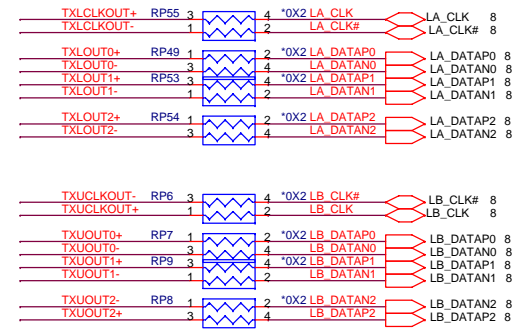 TXLCLKOUT+ RP55 3 4 *0X2 LA_CLK LA_CLK 8
TXLCLKOUT- 1 2 LA_CLK# LA_CLK# 8
TXLOUT0+ RP49 1 2 *0X2 LA_DATAP0 LA_DATAP0 8
TXLOUT0- 3 4 LA_DATAN0 LA_DATAN0 8
TXLOUT1+ RP53 3 4 *0X2 LA_DATAP1 LA_DATAP1 8
TXLOUT1- 1 2 LA_DATAN1 LA_DATAN1 8
TXLOUT2+ RP54 1 2 *0X2 LA_DATAP2 LA_DATAP2 8
TXLOUT2- 3 4 LA_DATAN2 LA_DATAN2 8
TXUCLKOUT- RP6 3 4 *0X2 LB_CLK# LB_CLK# 8
TXUCLKOUT+ 1 2 LB_CLK LB_CLK 8
TXUOUT0+ RP7 1 2 *0X2 LB_DATAP0 LB_DATAP0 8
TXUOUT0- 3 4 LB_DATAN0 LB_DATAN0 8
TXUOUT1+ RP9 3 4 *0X2 LB_DATAP1 LB_DATAP1 8
TXUOUT1- 1 2 LB_DATAN1 LB_DATAN1 8
TXUOUT2- RP8 1 2 *0X2 LB_DATAN2 LB_DATAN2 8
TXUOUT2+ 3 4 LB_DATAP2 LB_DATAP2 8